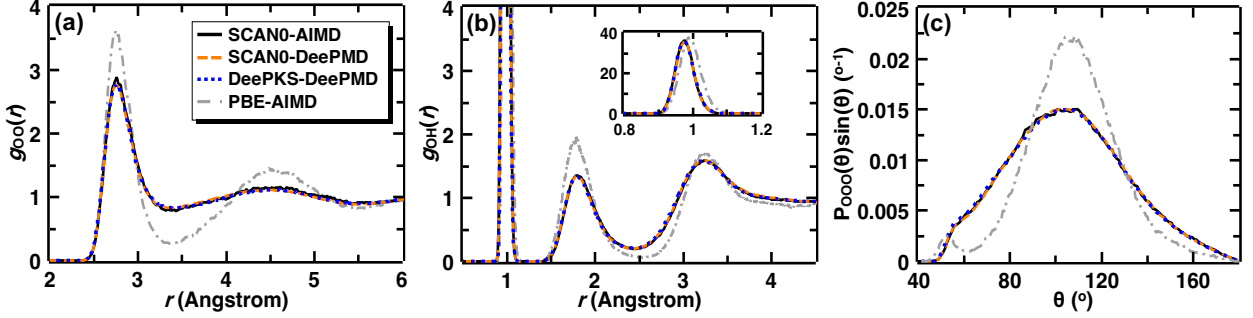 (a)
SCAN0-AIMD
SCAN0-DeePMD
DeePKS-DeePMD
PBE-AIMD
gOO(r)
4
3
2
1
0
2 3 4 5 6
r (Angstrom)
(b)
gOH(r)
4
3
2
1
0
1 2 3 4
r (Angstrom)
40
20
0
0.8 1 1.2
(c)
POOO(θ)sin(θ) (o-1)
0.025
0.02
0.015
0.01
0.005
0
40 80 120 160
θ (o)